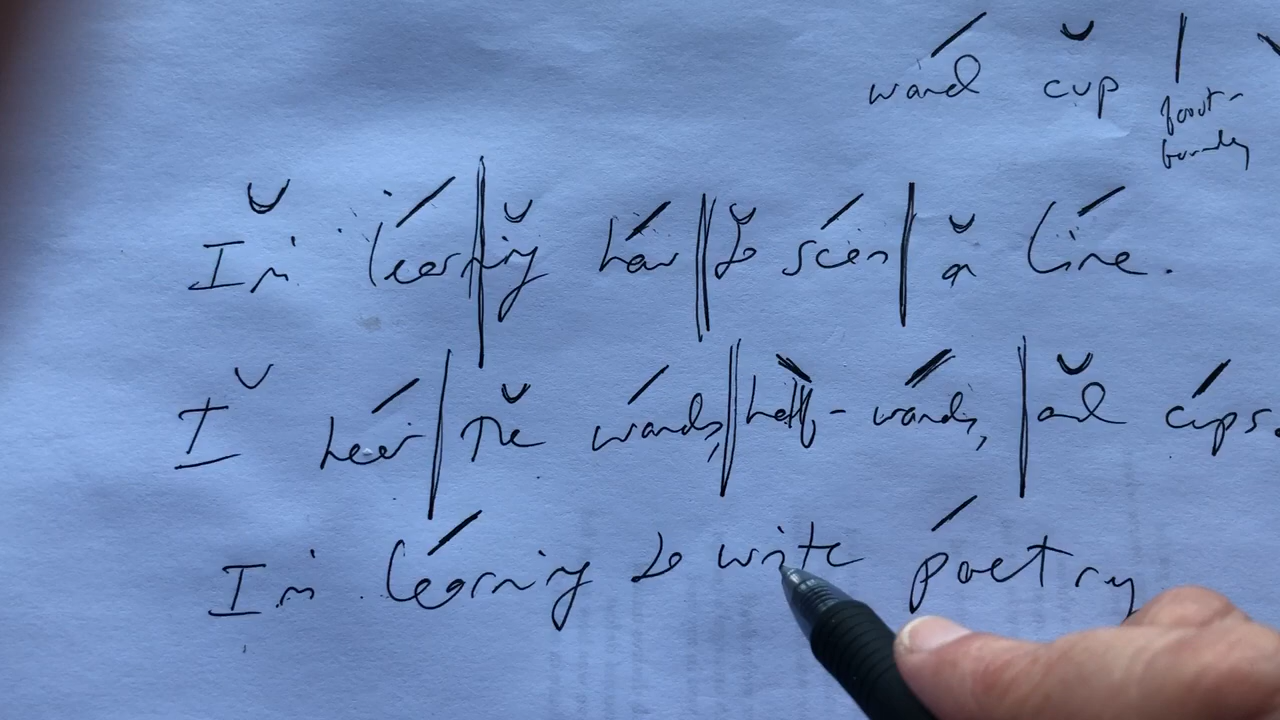 wand cup foot-
boundary
I'm learning how to scan a line.
I hear the wands, half-wands, and cups.
I'm learning to write poetry